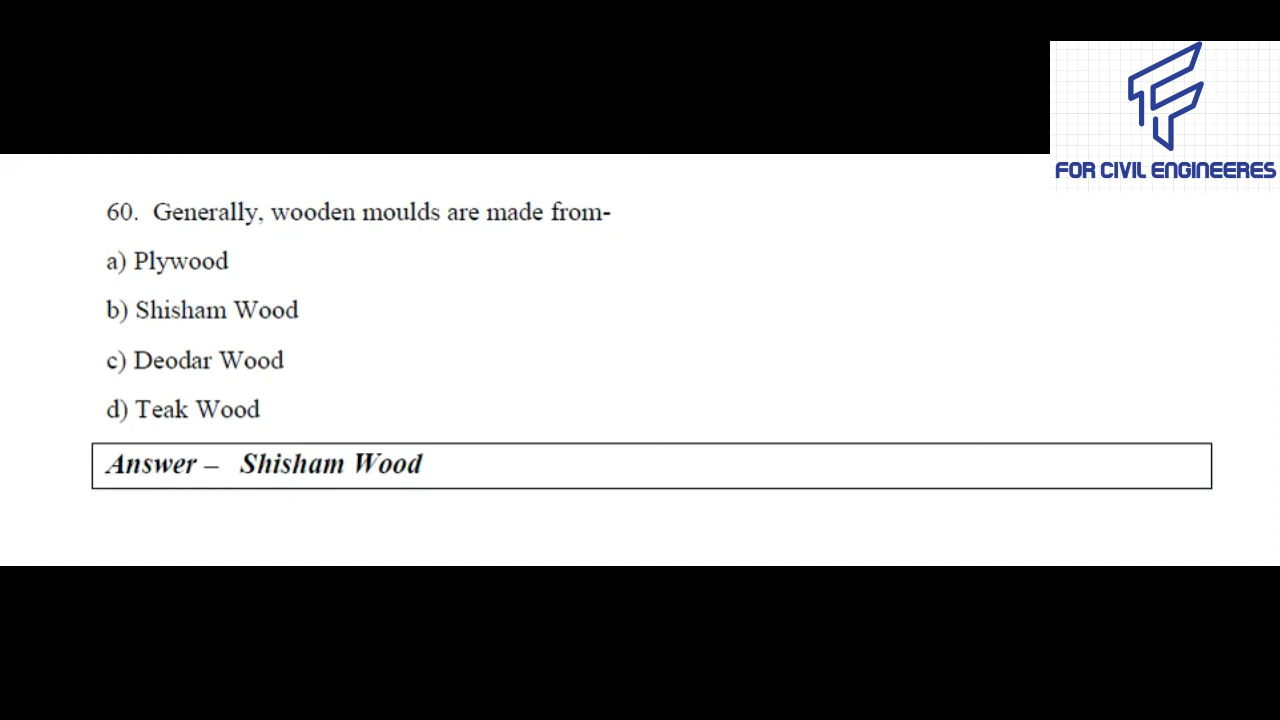 FOR CIVIL ENGINEERES
60. Generally, wooden moulds are made from-
a) Plywood
b) Shisham Wood
c) Deodar Wood
d) Teak Wood
Answer – Shisham Wood